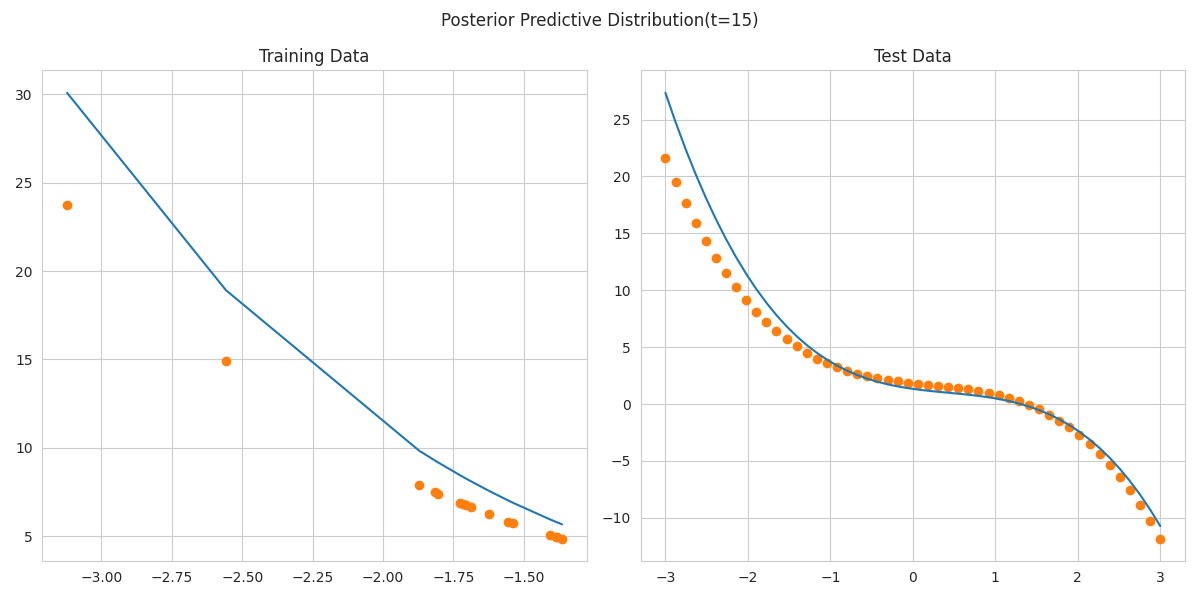 Posterior Predictive Distribution(t=15)
Training Data
30
25
20
15
10
5
−3.00 −2.75 −2.50 −2.25 −2.00 −1.75 −1.50
Test Data
25
20
15
10
5
0
−5
−10
−3 −2 −1 0 1 2 3